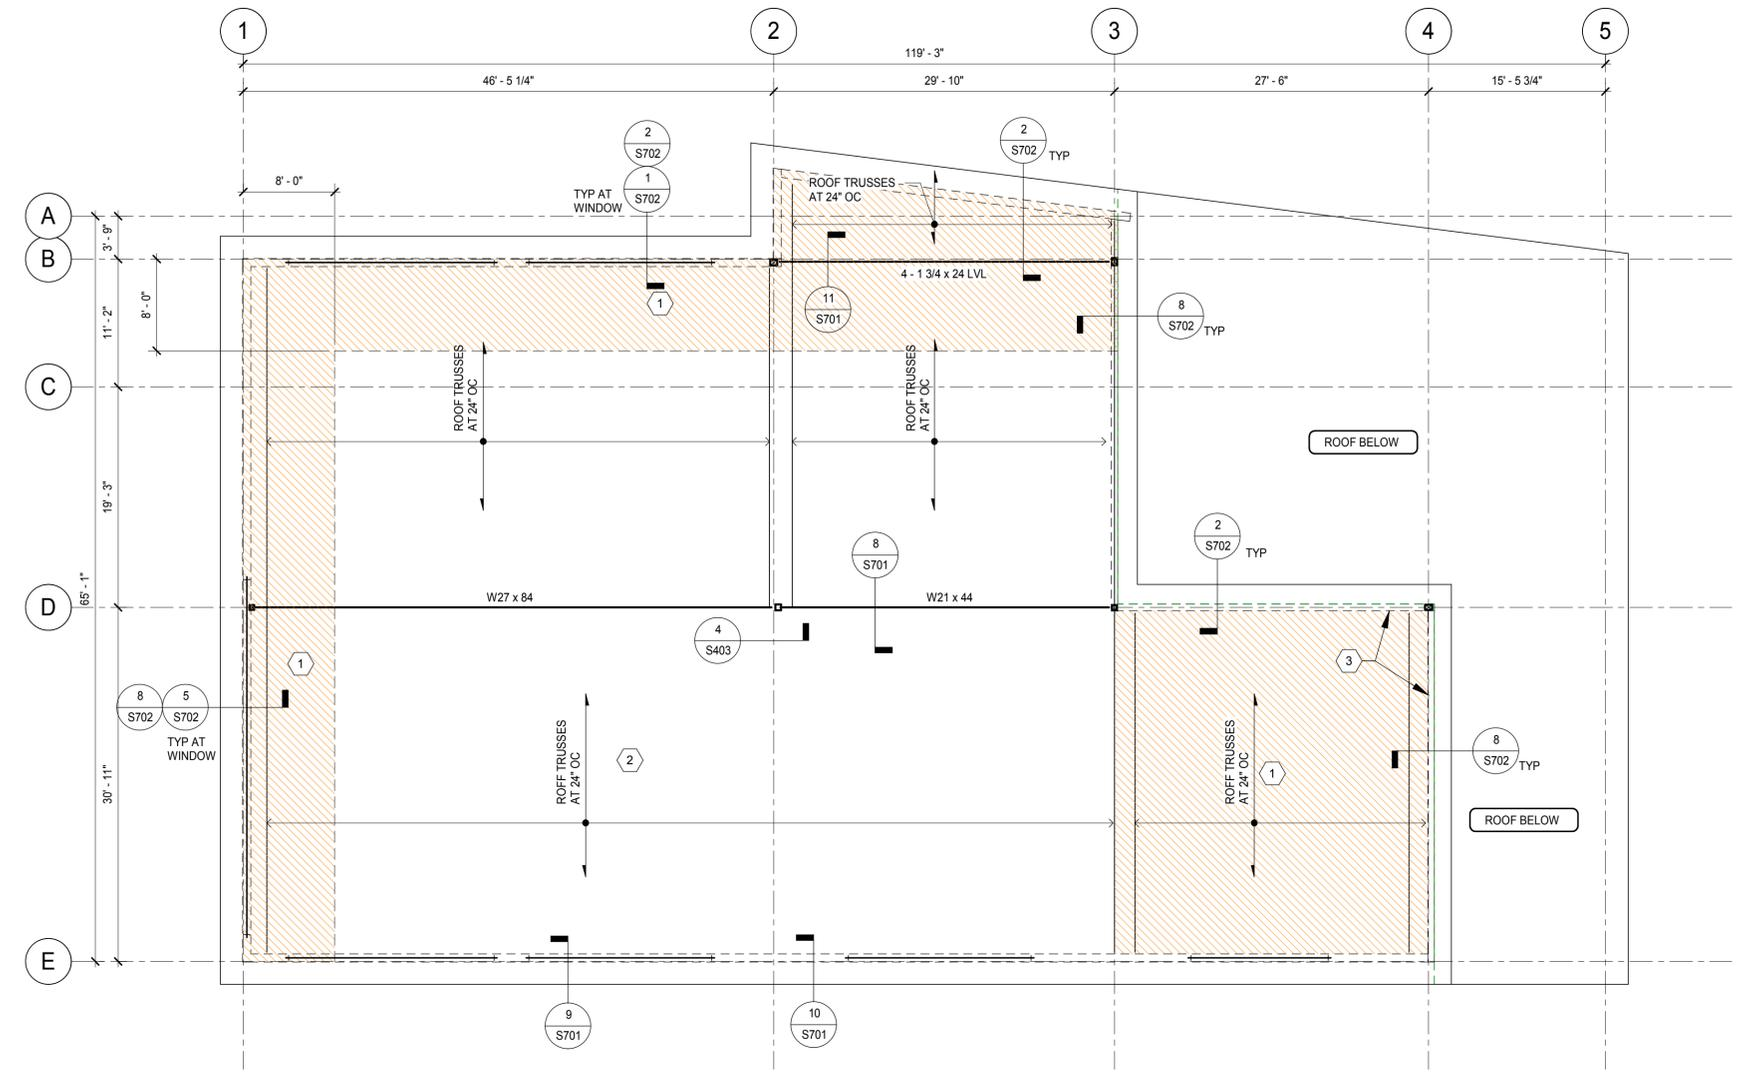 1
2
3
4
5
119' - 3"
46' - 5 1/4"
29' - 10"
27' - 6"
15' - 5 3/4"
2
S702
1
S702
TYP AT
WINDOW
2
S702
TYP
8' - 0"
ROOF TRUSSES
AT 24" OC
A
3' - 9"
B
4 - 1 3/4 x 24 LVL
8' - 0"
1
11
S701
8
S702
TYP
11' - 2"
C
ROOF TRUSSES
AT 24" OC
ROOF TRUSSES
AT 24" OC
ROOF BELOW
19' - 3"
65' - 1"
2
S702
TYP
8
S701
D
W27 x 84
W21 x 44
4
S403
1
3
8
S702
5
S702
TYP AT
WINDOW
30' - 11"
ROFF TRUSSES
AT 24" OC
2
ROFF TRUSSES
AT 24" OC
1
8
S702
TYP
ROOF BELOW
E
9
S701
10
S701